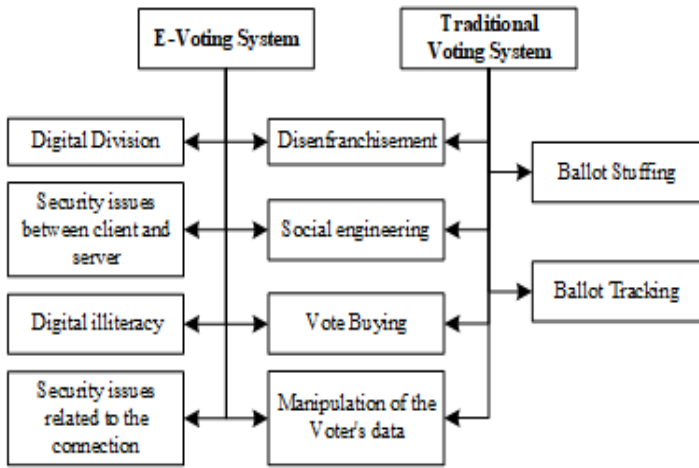 E-Voting System
Traditional
Voting System
Digital Division
Disenfranchisement
Ballot Stuffing
Security issues
between client and
server
Social engineering
Ballot Tracking
Digital illiteracy
Vote Buying
Security issues
related to the
connection
Manipulation of the
Voter's data